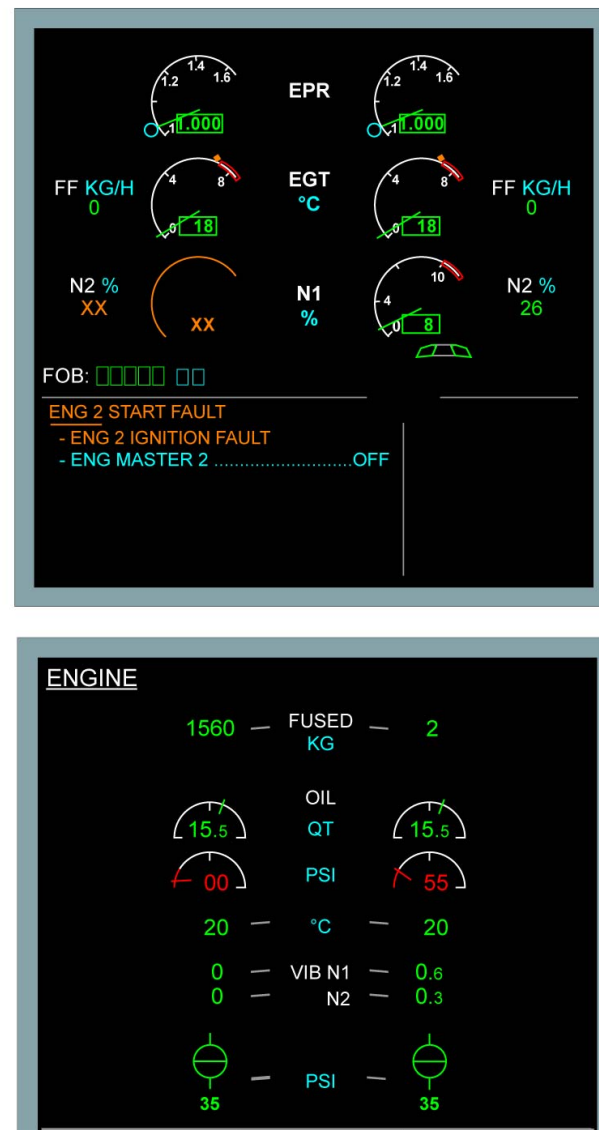 1.2 1.4 1.6 EPR 1.2 1.4 1.6
1 1.000 1 1.000
FF KG/H 4 8 EGT 4 8 FF KG/H
0 0 18 °C 0 18 0
N2 % N1 10 N2 %
XX XX % 4 26
0 8
FOB:
ENG 2 START FAULT
- ENG 2 IGNITION FAULT
- ENG MASTER 2 ...........................OFF
ENGINE
1560 FUSED 2
KG
OIL
15.5 QT 15.5
00 PSI 55
20 °C 20
0 VIB N1 0.6
0 N2 0.3
PSI
35 35